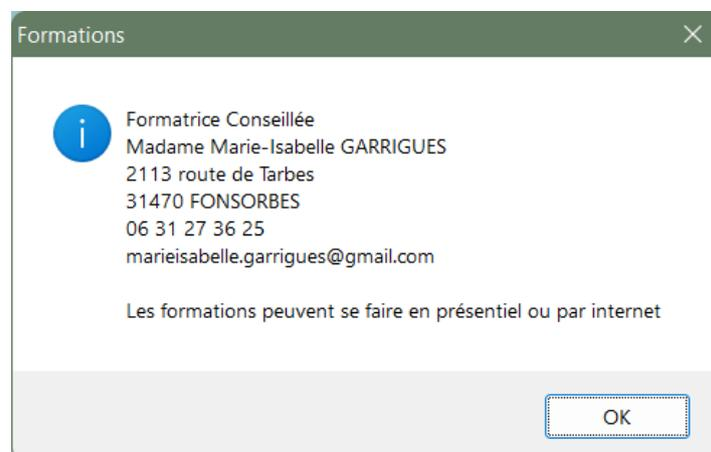 Formations
Formatrice Conseillée
Madame Marie-Isabelle GARRIGUES
2113 route de Tarbes
31470 FONSORBES
06 31 27 36 25
marieisabelle.garrigues@gmail.com
Les formations peuvent se faire en présentiel ou par internet
OK